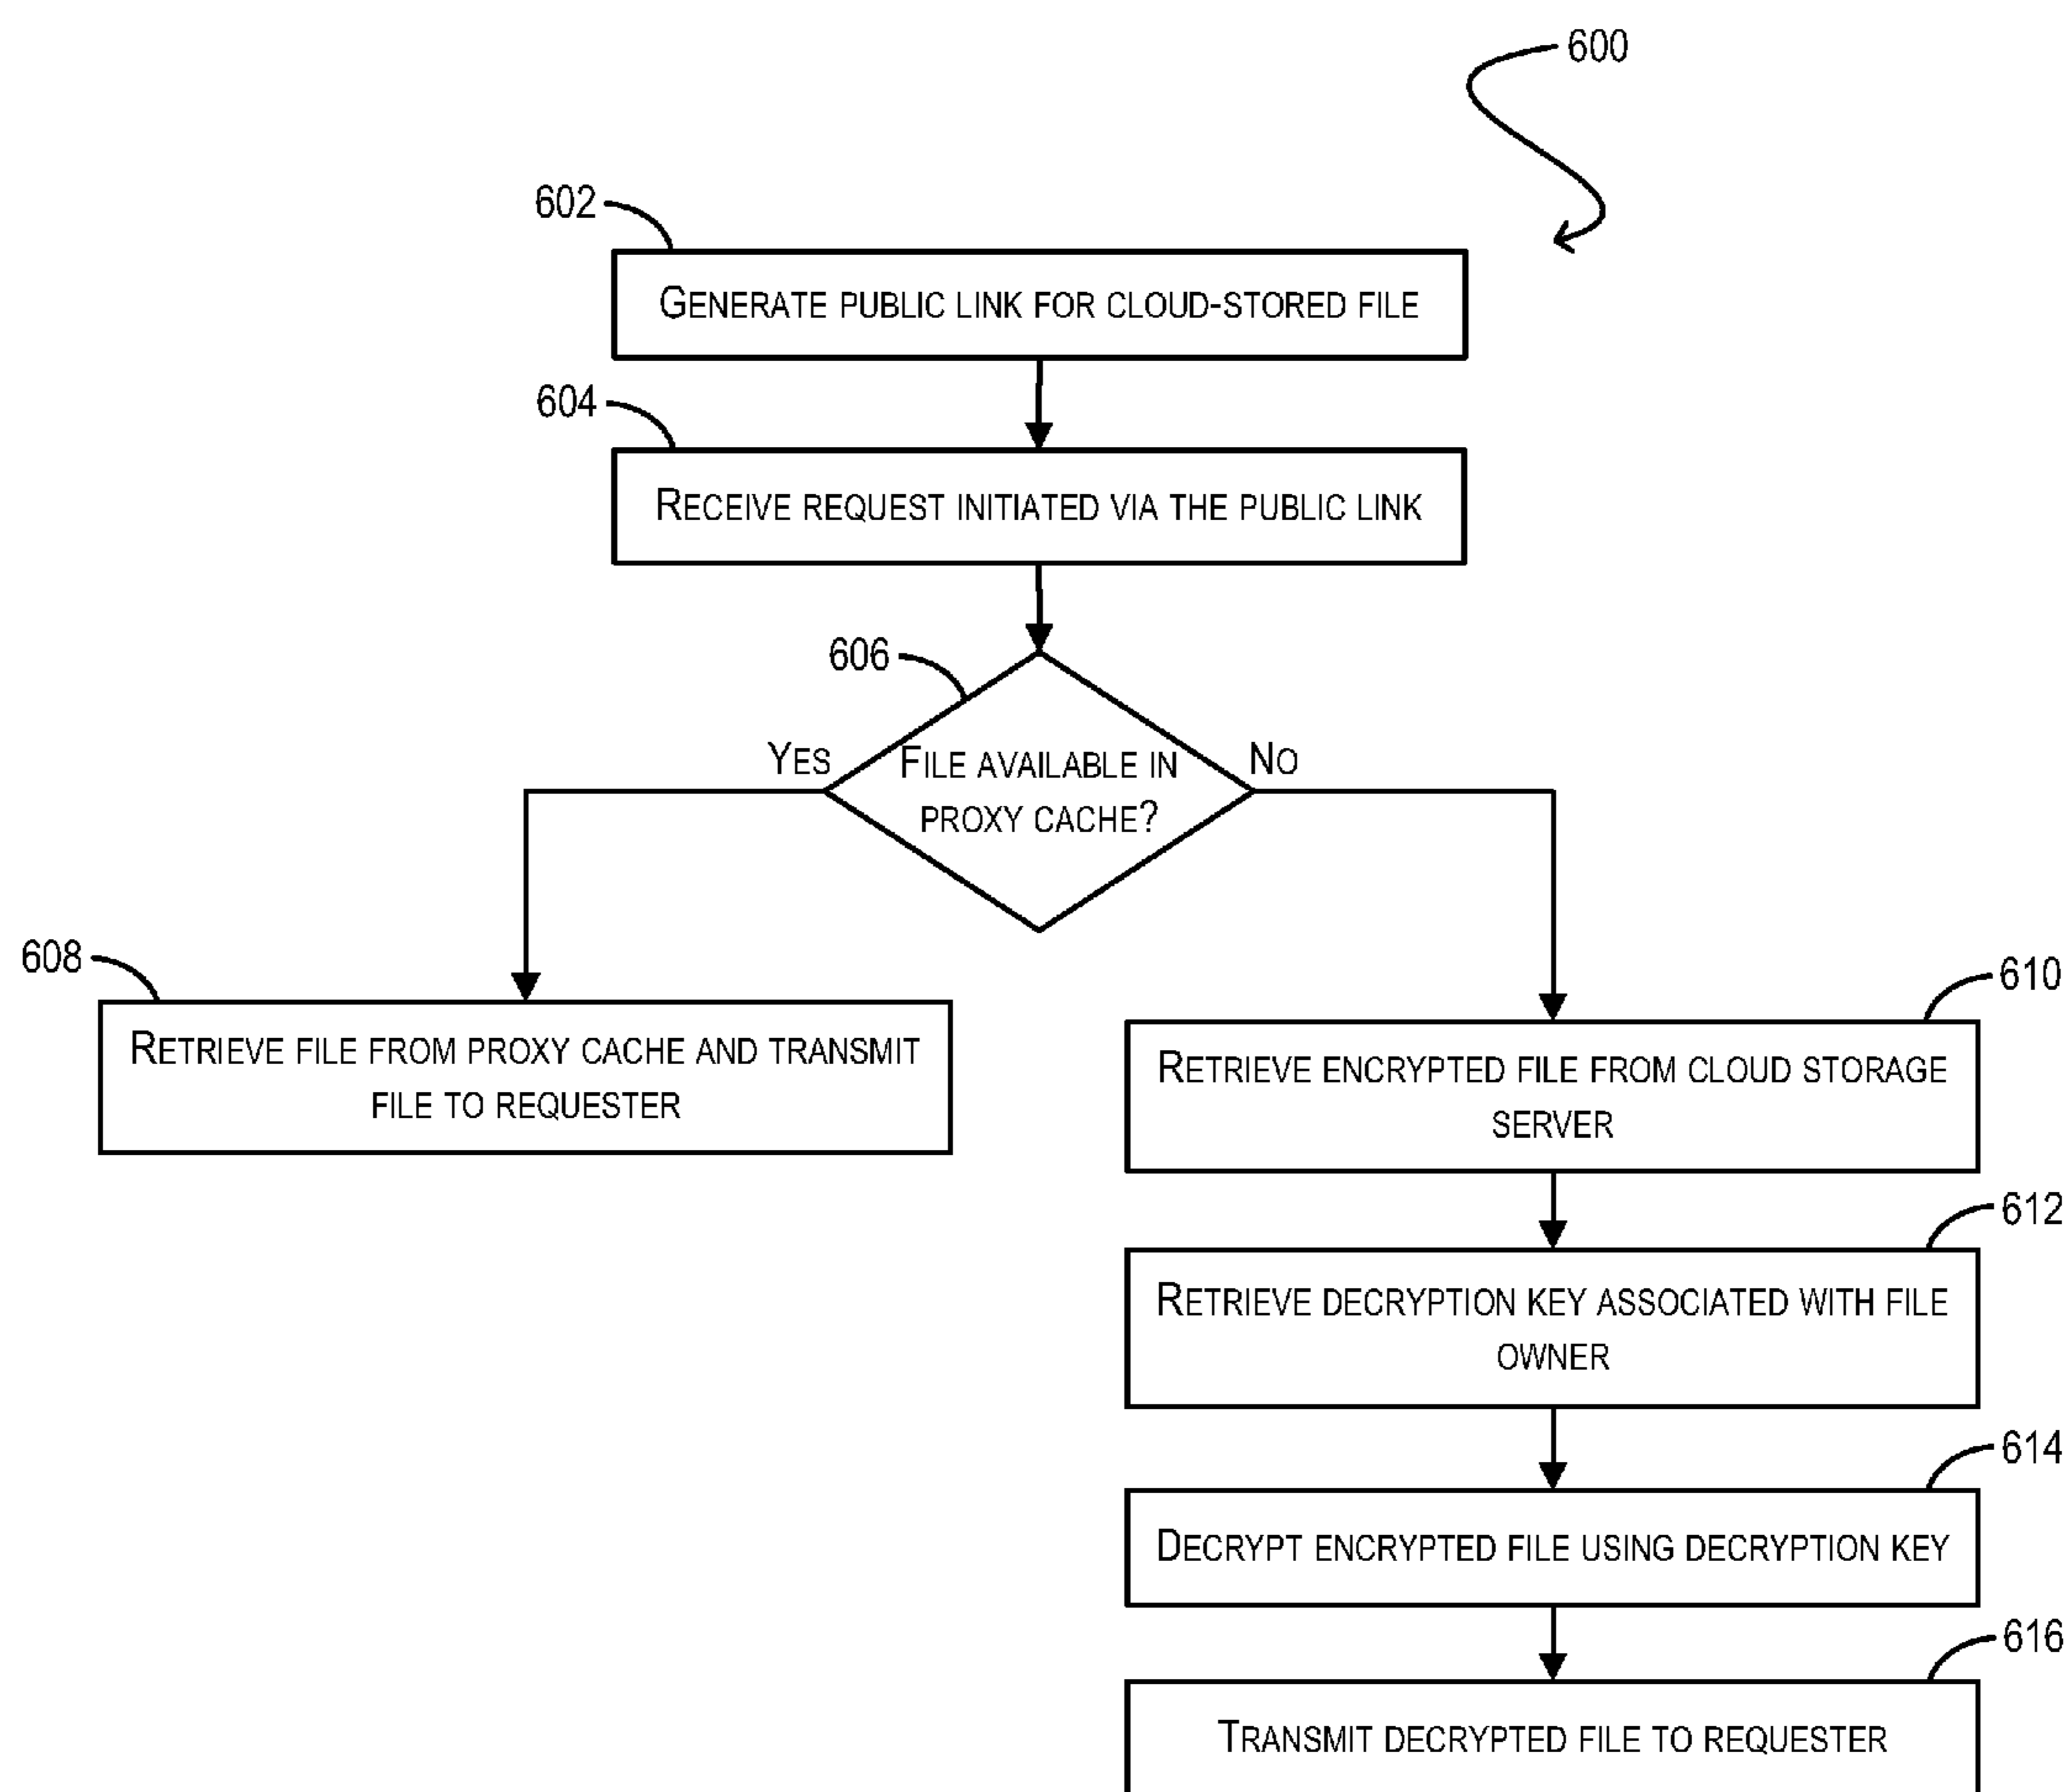 600
602
GENERATE PUBLIC LINK FOR CLOUD-STORED FILE
604
RECEIVE REQUEST INITIATED VIA THE PUBLIC LINK
606
YES
FILE AVAILABLE IN
PROXY CACHE?
NO
608
RETRIEVE FILE FROM PROXY CACHE AND TRANSMIT
FILE TO REQUESTER
610
RETRIEVE ENCRYPTED FILE FROM CLOUD STORAGE
SERVER
612
RETRIEVE DECRYPTION KEY ASSOCIATED WITH FILE
OWNER
614
DECRYPT ENCRYPTED FILE USING DECRYPTION KEY
616
TRANSMIT DECRYPTED FILE TO REQUESTER